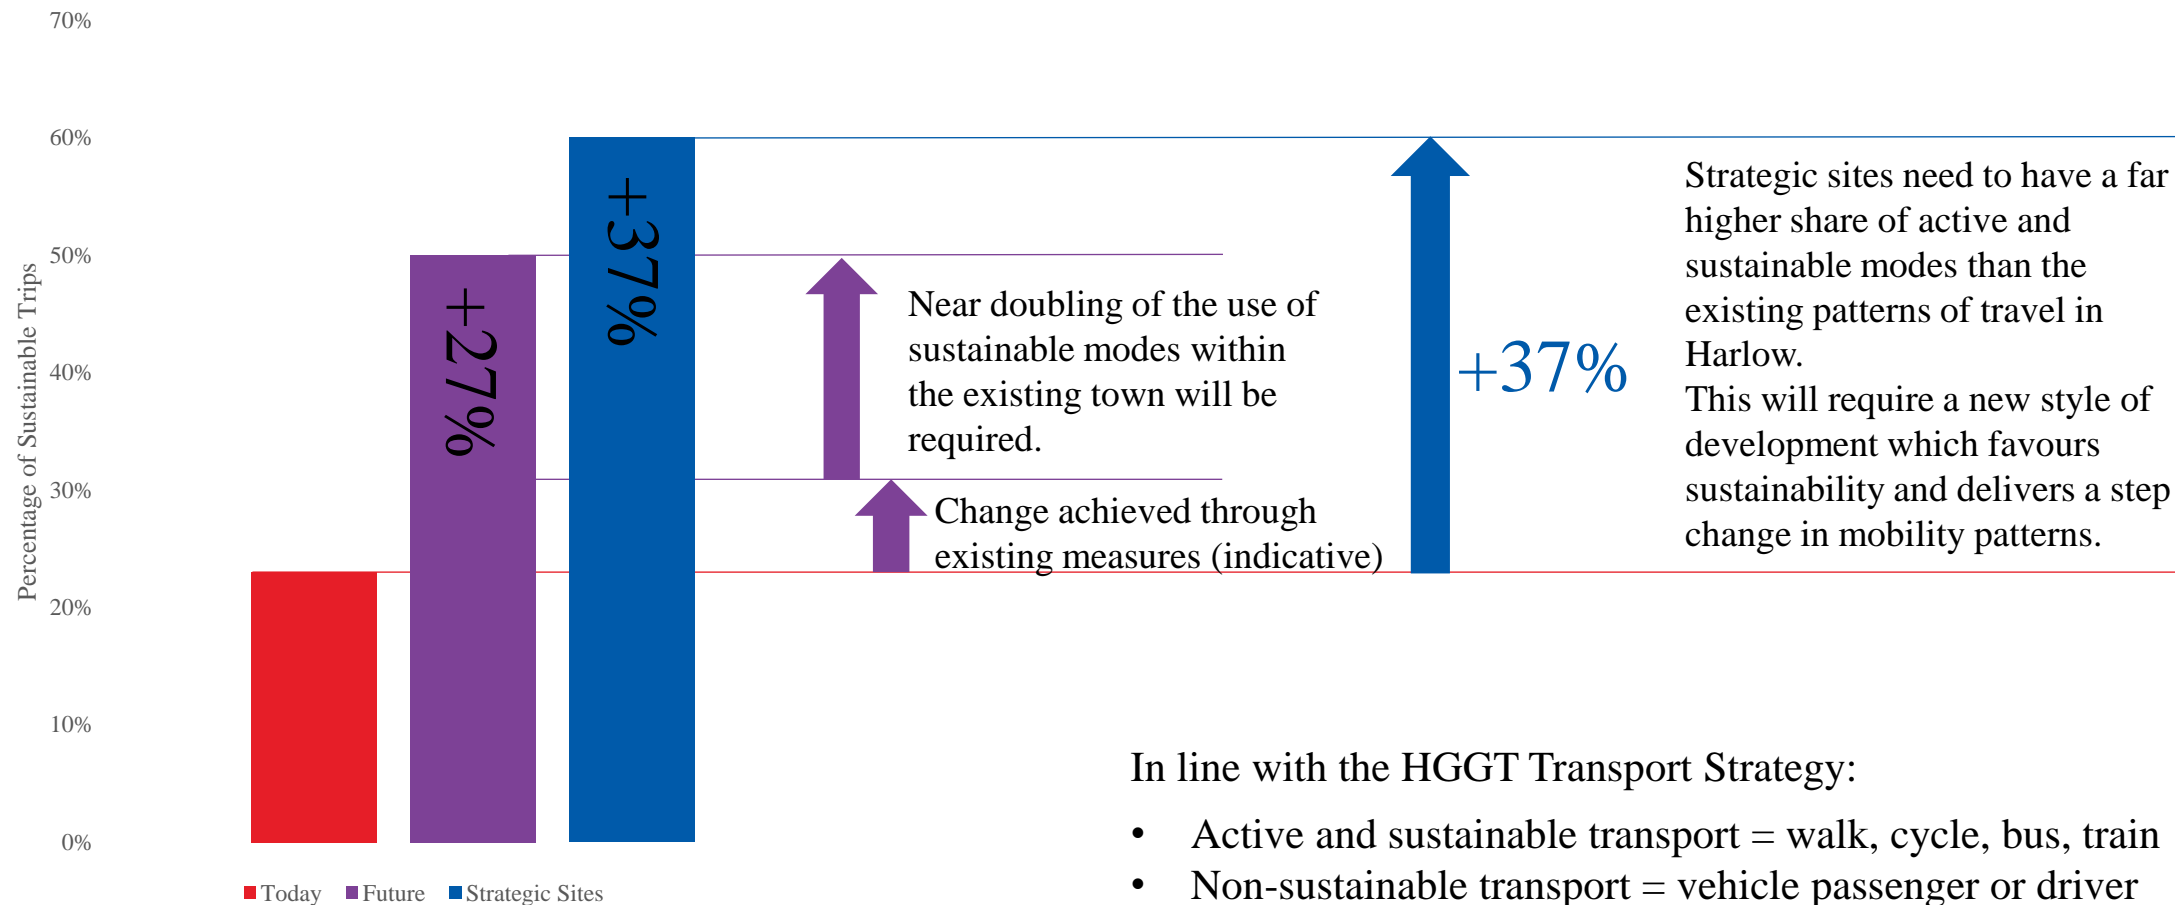 70%
60%
50%
40%
30%
20%
10%
0%
Percentage of Sustainable Trips
+27%
+37%
Near doubling of the use of
sustainable modes within
the existing town will be
required.
Change achieved through
existing measures (indicative)
+37%
Strategic sites need to have a far
higher share of active and
sustainable modes than the
existing patterns of travel in
Harlow.
This will require a new style of
development which favours
sustainability and delivers a step
change in mobility patterns.
Today
Future
Strategic Sites
In line with the HGGT Transport Strategy:
• Active and sustainable transport = walk, cycle, bus, train
• Non-sustainable transport = vehicle passenger or driver